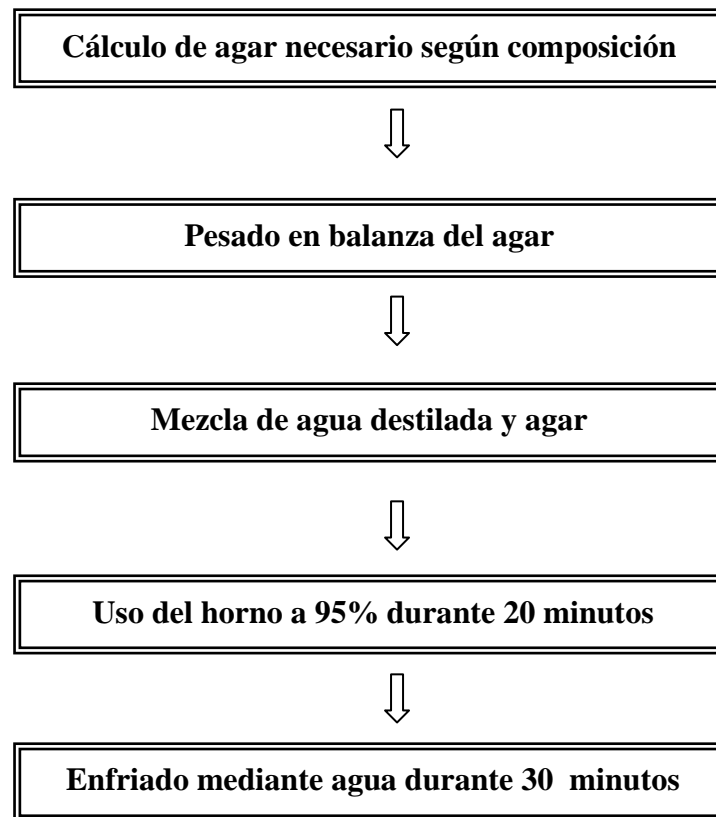 Cálculo de agar necesario según composición
Pesado en balanza del agar
Mezcla de agua destilada y agar
Uso del horno a 95% durante 20 minutos
Enfriado mediante agua durante 30 minutos